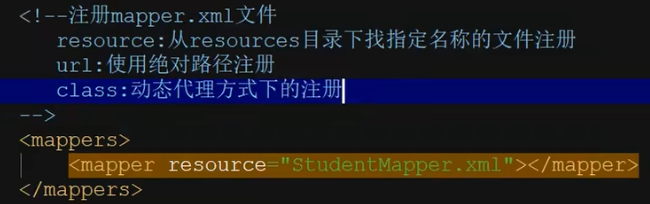 <!--注册mapper.xml文件
resource:从resources目录下找指定名称的文件注册
url:使用绝对路径注册
class:动态代理方式下的注册
-->
<mappers>
<mapper resource="StudentMapper.xml"></mapper>
</mappers>